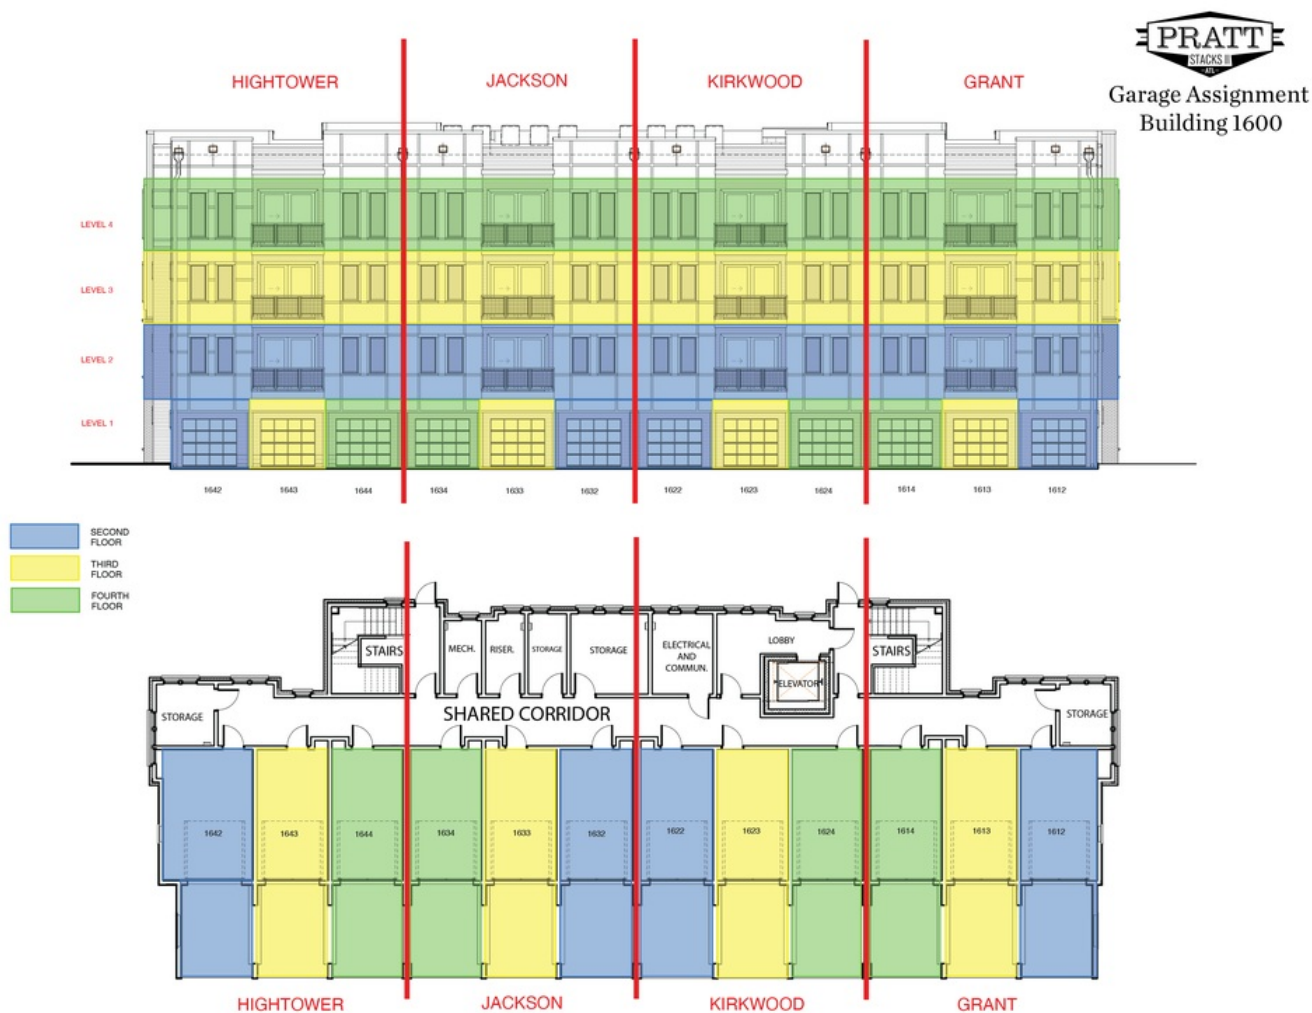 PRATT
STACKS III
-ATL-
Garage Assignment
Building 1600
HIGHTOWER
JACKSON
KIRKWOOD
GRANT
LEVEL 4
LEVEL 3
LEVEL 2
LEVEL 1
1642
1643
1644
1634
1633
1632
1622
1623
1624
1614
1613
1612
SECOND
FLOOR
THIRD
FLOOR
FOURTH
FLOOR
STAIRS
MECH.
RISER.
STORAGE
STORAGE
ELECTRICAL
AND
COMMUN.
LOBBY
ELEVATOR
STAIRS
STORAGE
SHARED CORRIDOR
STORAGE
1642
1643
1644
1634
1633
1632
1622
1623
1624
1614
1613
1612
HIGHTOWER
JACKSON
KIRKWOOD
GRANT